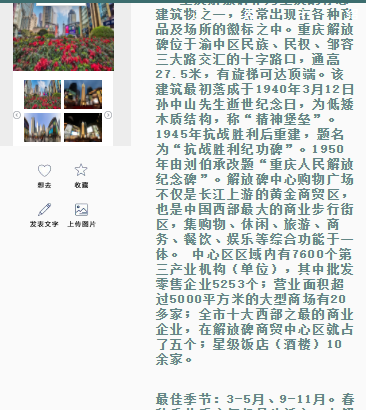 建筑物之一，经常出现在各种商
品及场所的徽标之中。重庆解放
碑位于渝中区民族、民权、邹容
三大路交汇的十字路口，通高
27.5米，有旋梯可达顶端。该
建筑最初落成于1940年3月12日
孙中山先生逝世纪念日，为低矮
木质结构，称“精神堡垒”。
1945年抗战胜利后重建，题名
为“抗战胜利纪功碑”。1950
年由刘伯承改题“重庆人民解放
纪念碑”。解放碑中心购物广场
不仅是长江上游的黄金商贸区，
也是中国西部最大的商业步行街
区，集购物、休闲、旅游、商
务、餐饮、娱乐等综合功能于一
体。 中心区区域内有7600个第
三产业机构（单位），其中批发
零售企业5253个；营业面积超
过5000平方米的大型商场有20
多家；全市十大西部之最的商业
企业，在解放碑商贸中心区就占
了五个；星级饭店（酒楼）10
余家。
想去
收藏
发表文字
上传图片
最佳季节：3-5月、9-11月。春